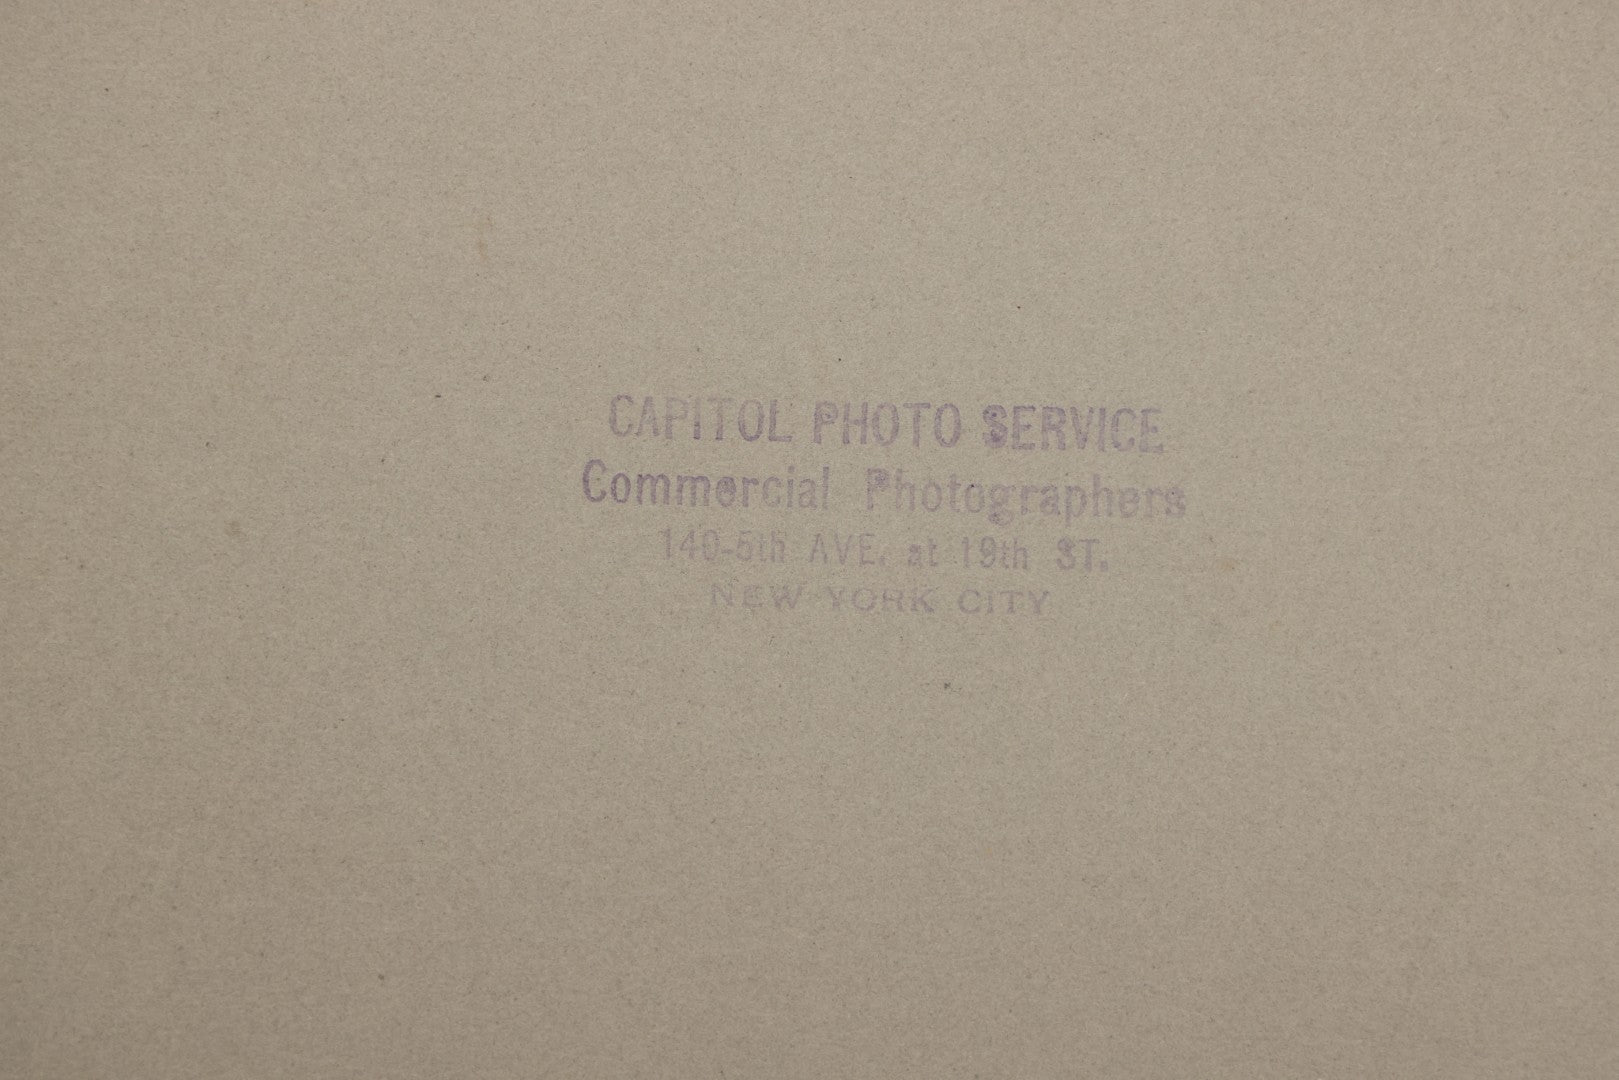 CAPITOL PHOTO SERVICE
Commercial Photographers
140-5th AVE. at 19th ST.
NEW YORK CITY